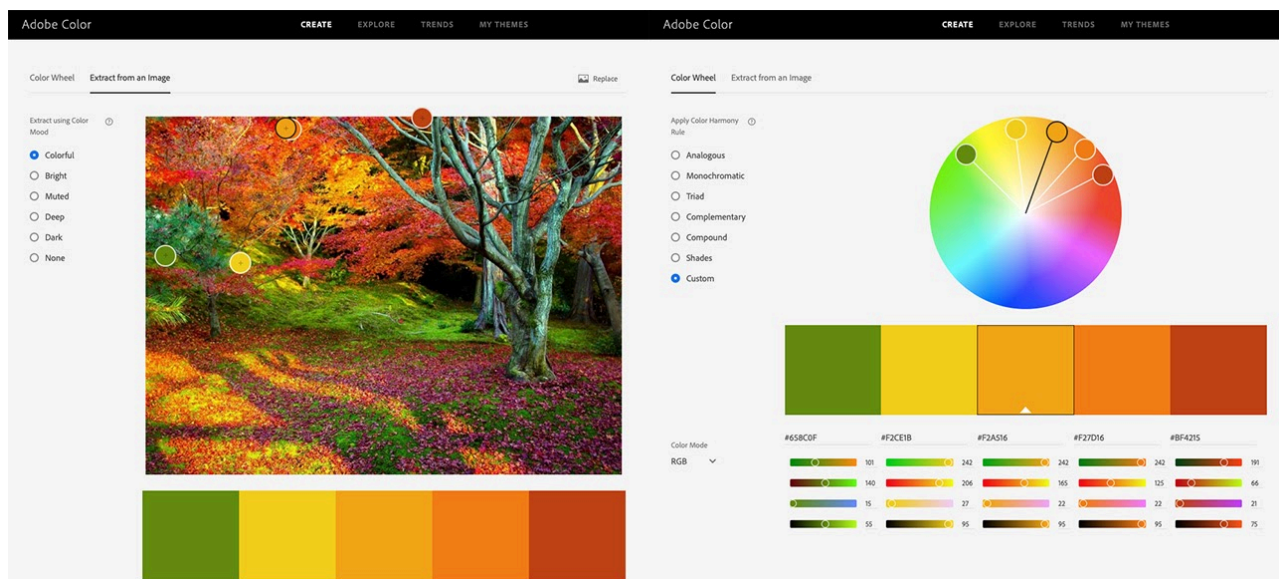 Adobe Color
CREATE EXPLORE TRENDS MY THEMES
Color Wheel Extract from an Image
Replace
Extract using Color
Mood
Colorful
Bright
Muted
Deep
Dark
None
Adobe Color
CREATE EXPLORE TRENDS MY THEMES
Color Wheel Extract from an Image
Apply Color Harmony
Rule
Analogous
Monochromatic
Triad
Complementary
Compound
Shades
Custom
Color Mode
RGB
#658C0F #F2CE1B #F2A516 #F27D16 #BF4215
101 242 242 242 191
140 206 165 125 66
15 27 22 22 21
55 95 95 95 75